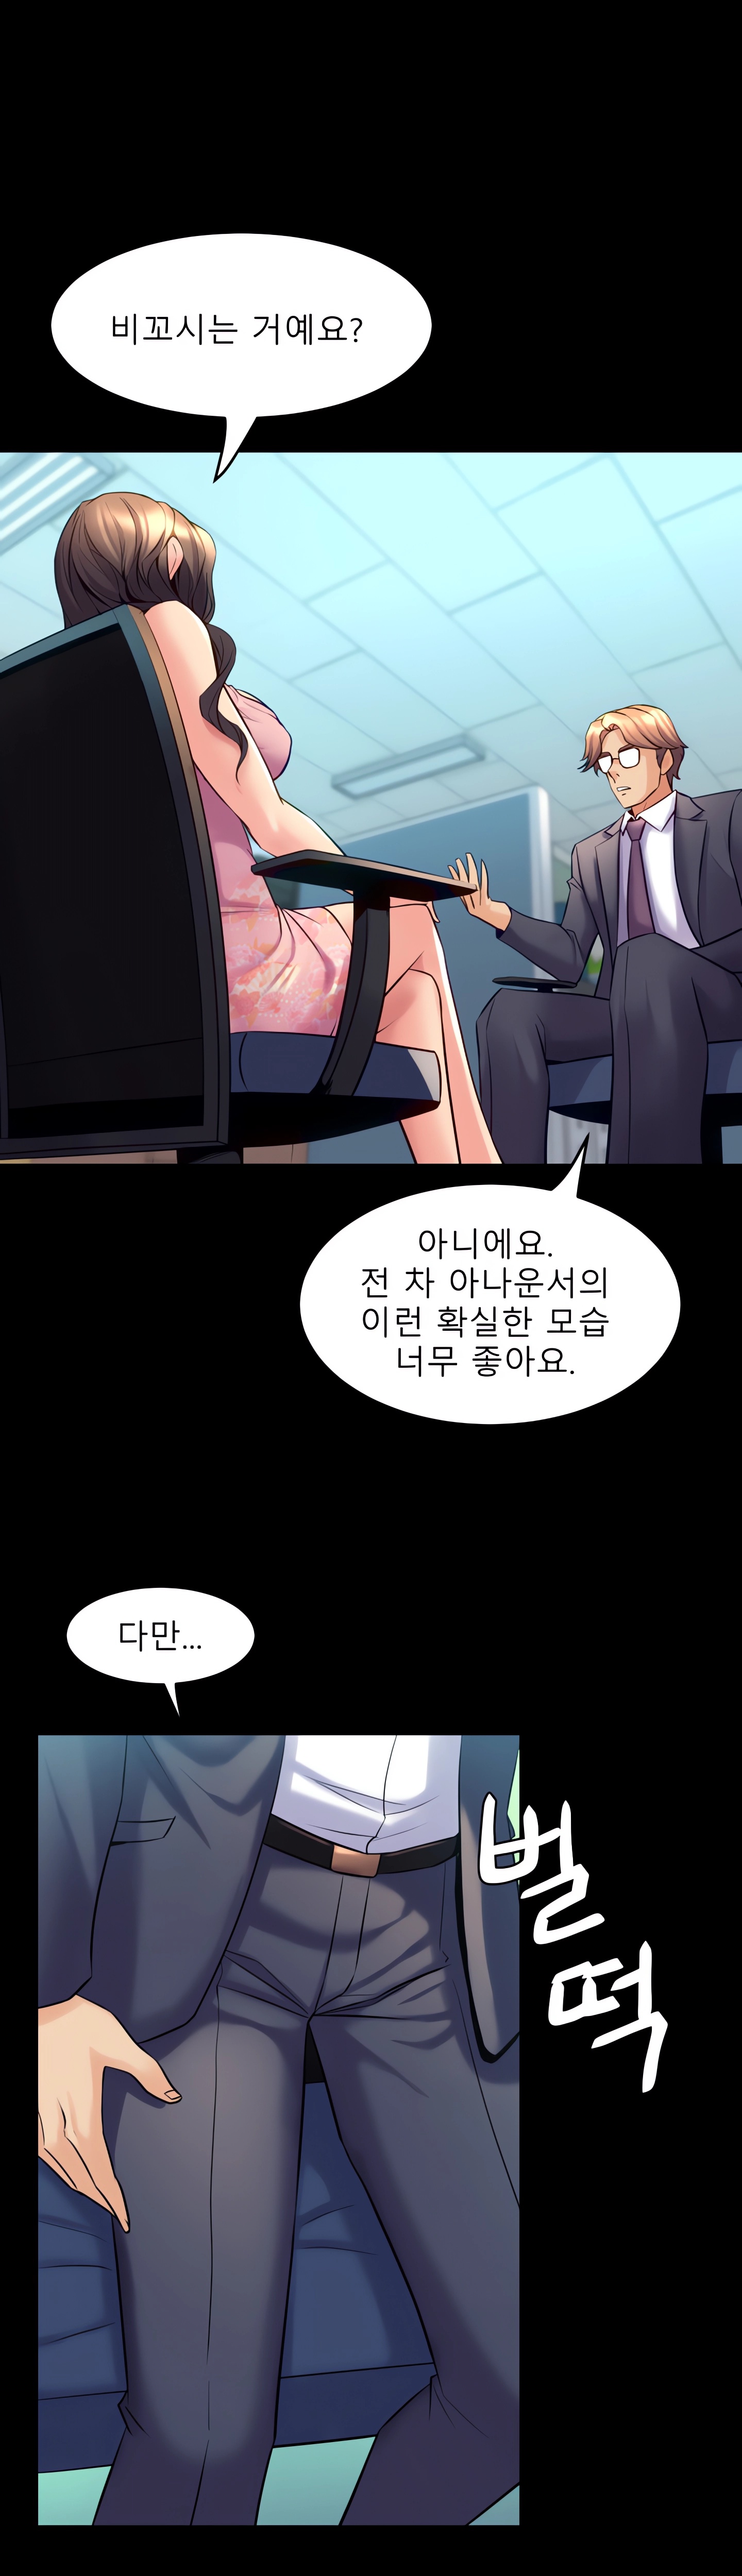 비꼬시는 거예요?
아니에요.
전 차 아나운서의
이런 확실한 모습
너무 좋아요.
다만...
벌
떡